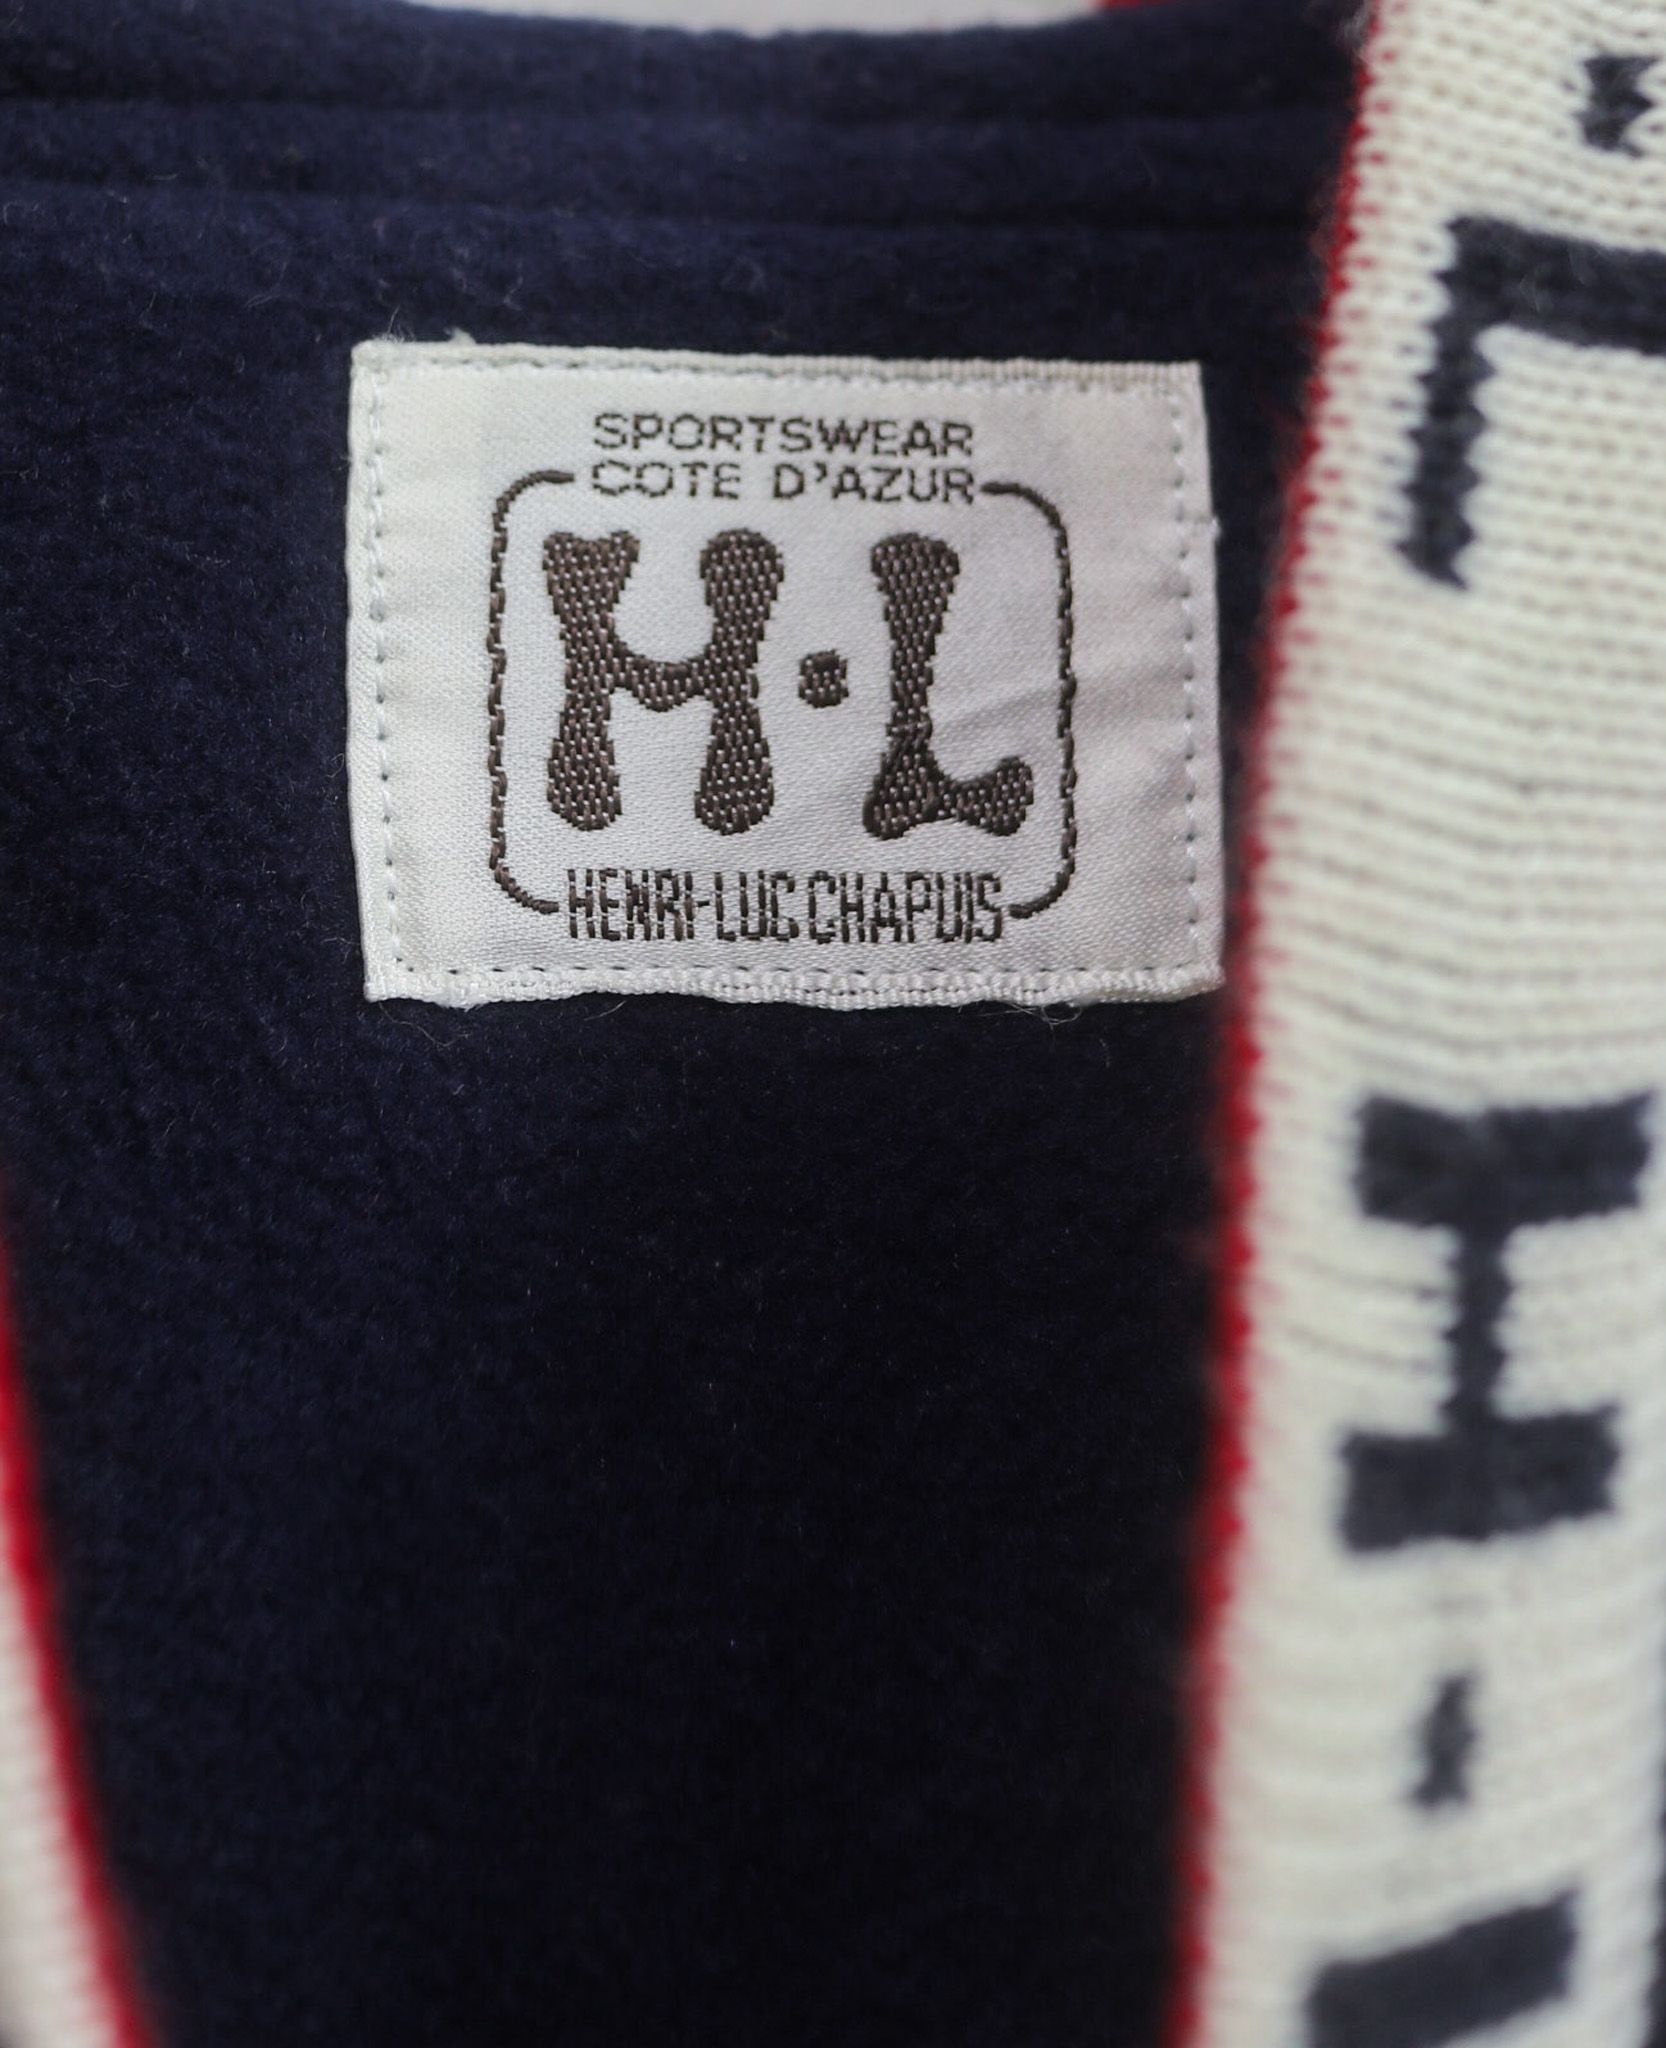 SPORTSWEAR
COTE D'AZUR
H·L
HENRI-LUC CHAPUIS